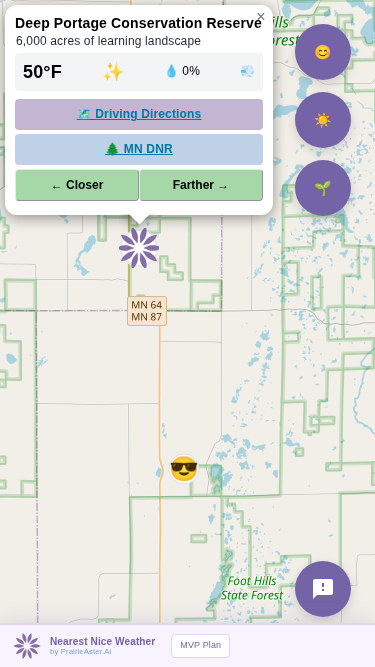 Deep Portage Conservation Reserve
×
6,000 acres of learning landscape
50°F
0%
Driving Directions
MN DNR
← Closer
Farther →
MN 64
MN 87
Foot Hills
State Forest
Nearest Nice Weather
by PrairieAster.Ai
MVP Plan